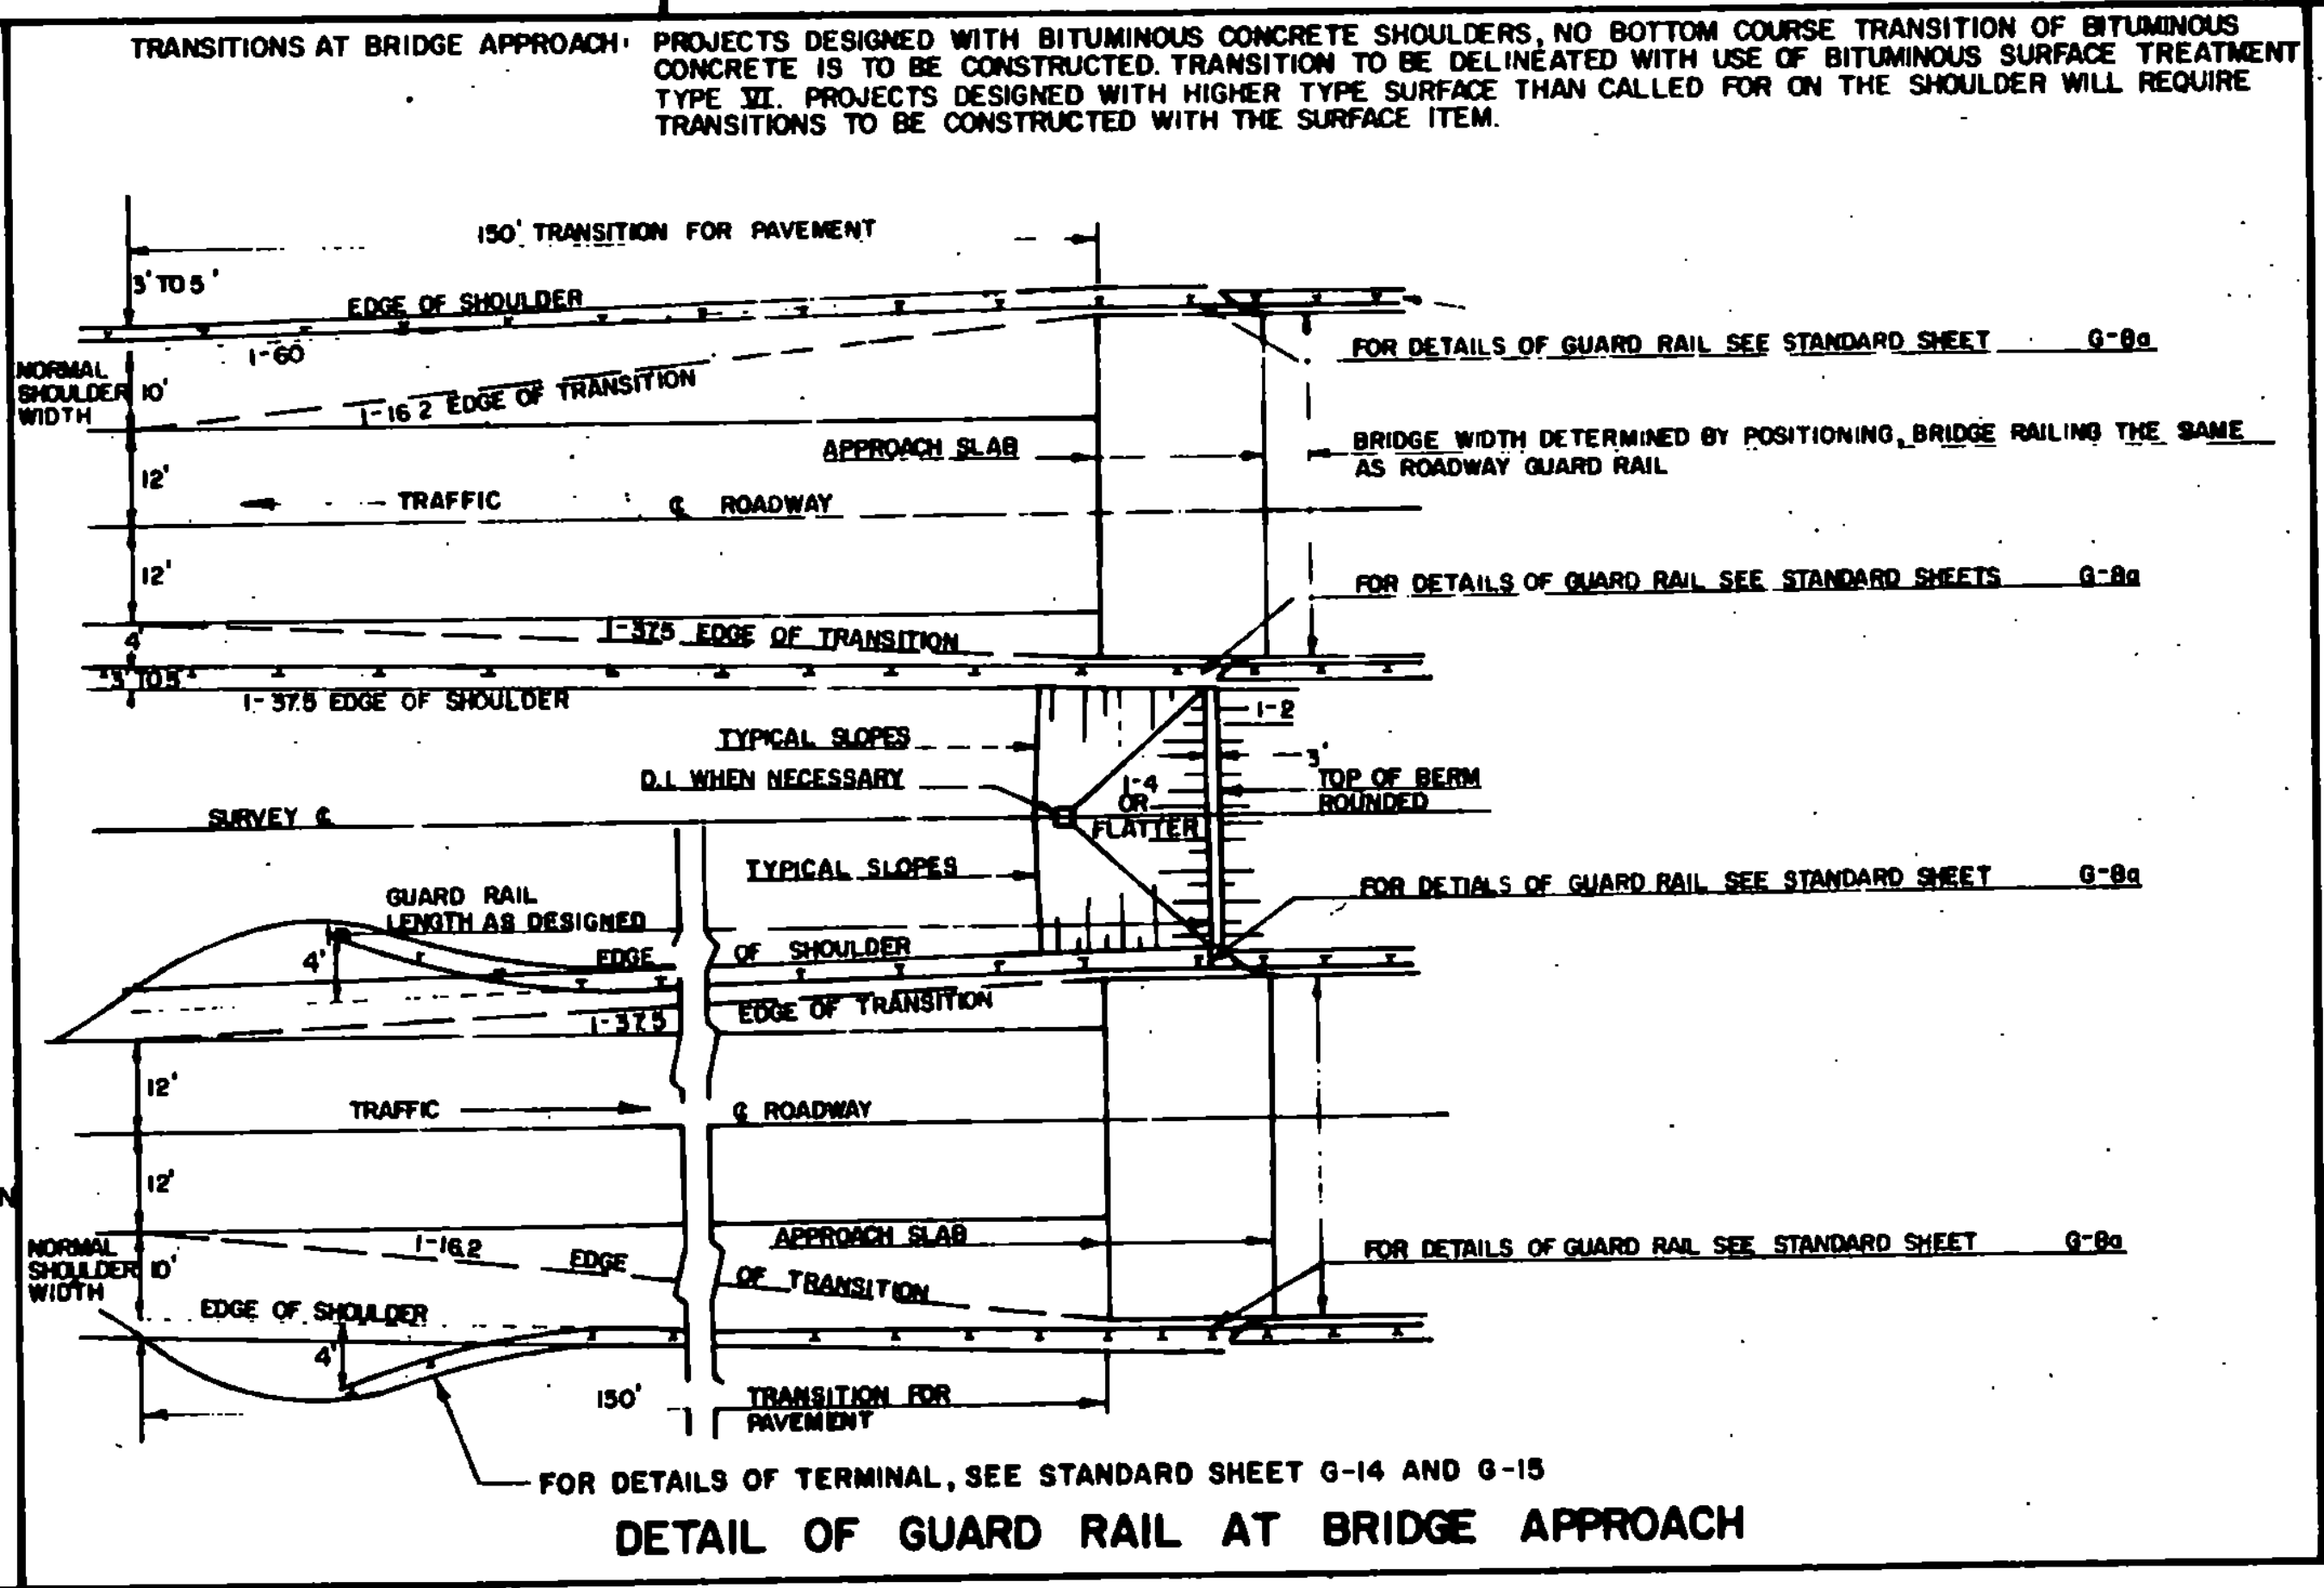 TRANSITIONS AT BRIDGE APPROACH: PROJECTS DESIGNED WITH BITUMINOUS CONCRETE SHOULDERS, NO BOTTOM COURSE TRANSITION OF BITUMINOUS
CONCRETE IS TO BE CONSTRUCTED. TRANSITION TO BE DELINEATED WITH USE OF BITUMINOUS SURFACE TREATMENT
TYPE VI. PROJECTS DESIGNED WITH HIGHER TYPE SURFACE THAN CALLED FOR ON THE SHOULDER WILL REQUIRE
TRANSITIONS TO BE CONSTRUCTED WITH THE SURFACE ITEM.
150' TRANSITION FOR PAVEMENT
3' TO 5'
EDGE OF SHOULDER
1-60
FOR DETAILS OF GUARD RAIL SEE STANDARD SHEET G-8a
NORMAL
SHOULDER 10'
WIDTH
1-16 2 EDGE OF TRANSITION
APPROACH SLAB
BRIDGE WIDTH DETERMINED BY POSITIONING, BRIDGE RAILING THE SAME
AS ROADWAY GUARD RAIL
12'
TRAFFIC
℄ ROADWAY
12'
FOR DETAILS OF GUARD RAIL SEE STANDARD SHEETS G-8a
4'
1-375 EDGE OF TRANSITION
3' TO 5'
1-37.5 EDGE OF SHOULDER
1-2
TYPICAL SLOPES
3'
D.I. WHEN NECESSARY
1-4
OR
FLATTER
TOP OF BERM
ROUNDED
SURVEY ℄
TYPICAL SLOPES
FOR DETIALS OF GUARD RAIL SEE STANDARD SHEET G-8a
GUARD RAIL
LENGTH AS DESIGNED
4'
EDGE OF SHOULDER
1-37.5
EDGE OF TRANSITION
12'
TRAFFIC
℄ ROADWAY
12'
NORMAL
SHOULDER 10'
WIDTH
1-16.2
EDGE OF TRANSITION
APPROACH SLAB
FOR DETAILS OF GUARD RAIL SEE STANDARD SHEET G-8a
EDGE OF SHOULDER
4'
150'
TRANSITION FOR
PAVEMENT
FOR DETAILS OF TERMINAL, SEE STANDARD SHEET G-14 AND G-15
DETAIL OF GUARD RAIL AT BRIDGE APPROACH
N